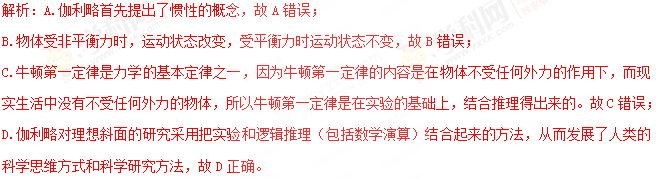 解析：A.伽利略首先提出了惯性的概念，故A错误；
B.物体受非平衡力时，运动状态改变，受平衡力时运动状态不变，故B错误；
C.牛顿第一定律是力学的基本定律之一，因为牛顿第一定律的内容是在物体不受任何外力的作用下，而现
实生活中没有不受任何外力的物体，所以牛顿第一定律是在实验的基础上，结合推理得出来的。故C错误；
D.伽利略对理想斜面的研究采用把实验和逻辑推理（包括数学演算）结合起来的方法，从而发展了人类的
科学思维方式和科学研究方法，故D正确。